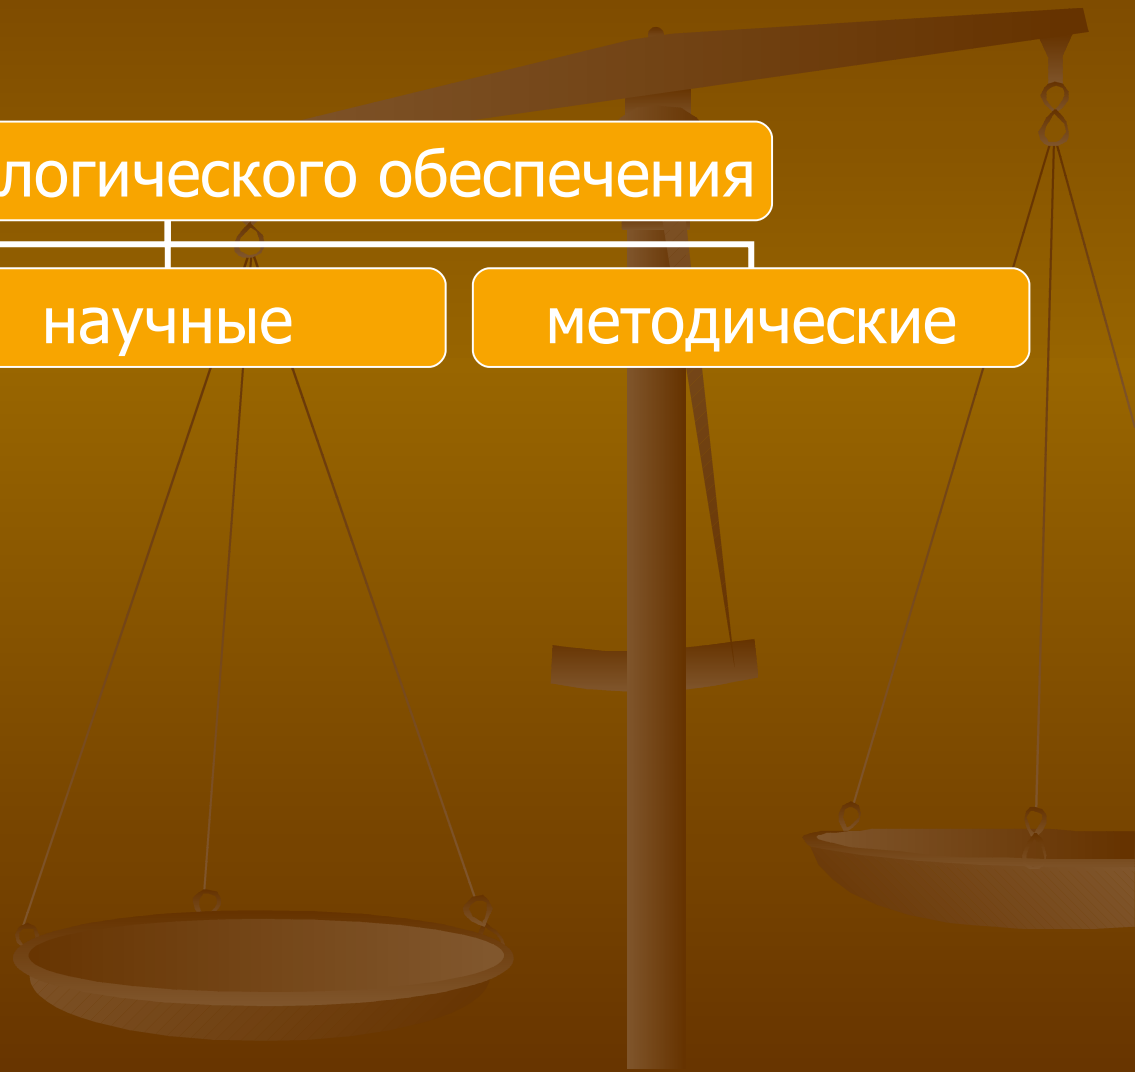 логического обеспечения
научные
методические